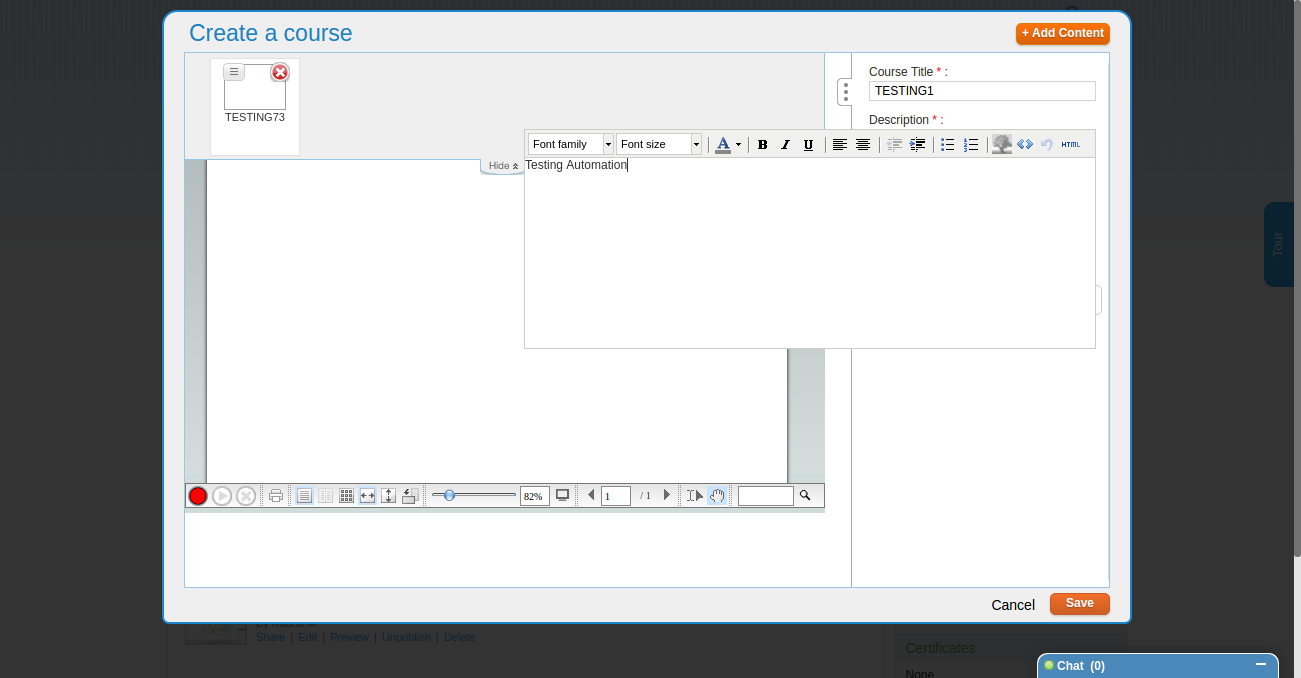 Create a course
+ Add Content
TESTING73
Course Title * :
TESTING1
Description * :
Font family
Font size
A
B
I
U
HTML
Hide
Testing Automation
Tour
82%
1
/ 1
Cancel
Save
Share | Edit | Preview | Unpublish | Delete
Certificates
None
Chat (0)